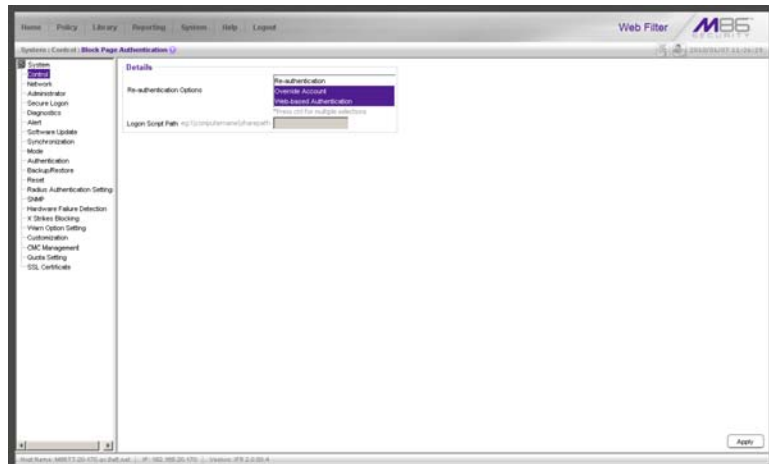 Home Policy Library Reporting System Help Logout
Web Filter
M86
SECURITY
System : Control : Block Page Authentication
System
Control
Network
Administrator
Secure Logon
Diagnostics
Alert
Software Update
Synchronization
Mode
Authentication
Backup/Restore
Reset
Radius Authentication Setting
SNMP
Hardware Failure Detection
X Strikes Blocking
Warn Option Setting
Customization
CMC Management
Quota Setting
SSL Certificate
Details
Re-authentication Options
Re-authentication
Override Account
Web-based Authentication
*Press ctrl for multiple selections
Logon Script Path eg:\\computername\sharepath
Apply